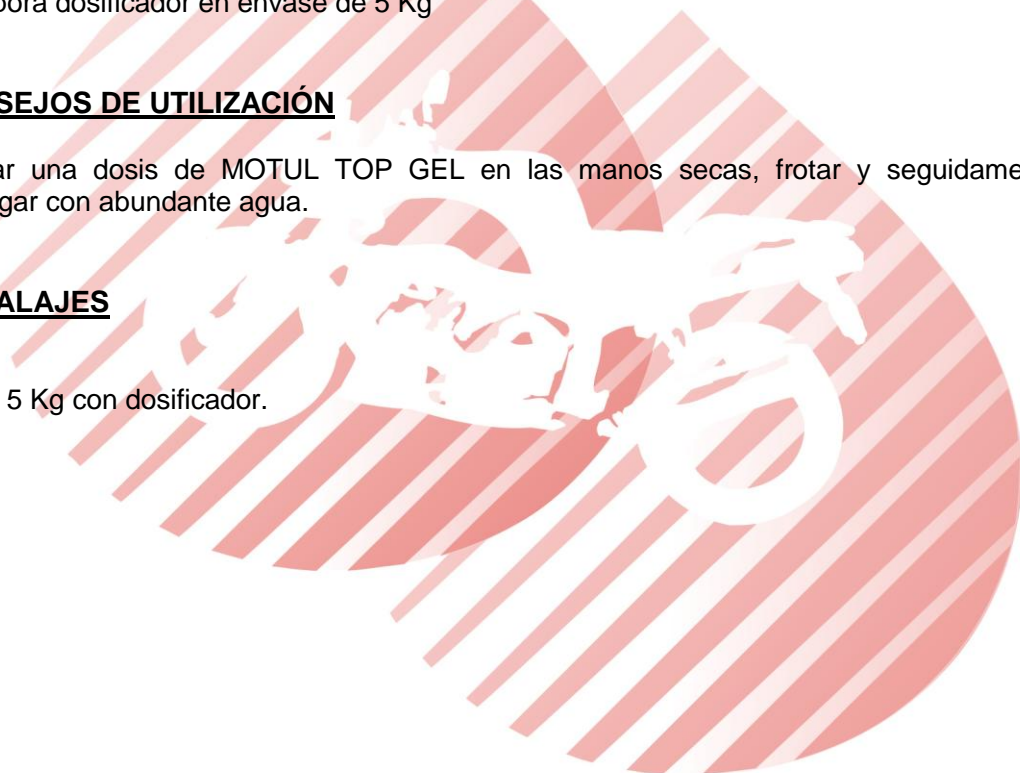 bora dosificador en envase de 5 Kg
SEJOS DE UTILIZACIÓN
ar una dosis de MOTUL TOP GEL en las manos secas, frotar y seguidame
gar con abundante agua.
ALAJES
5 Kg con dosificador.